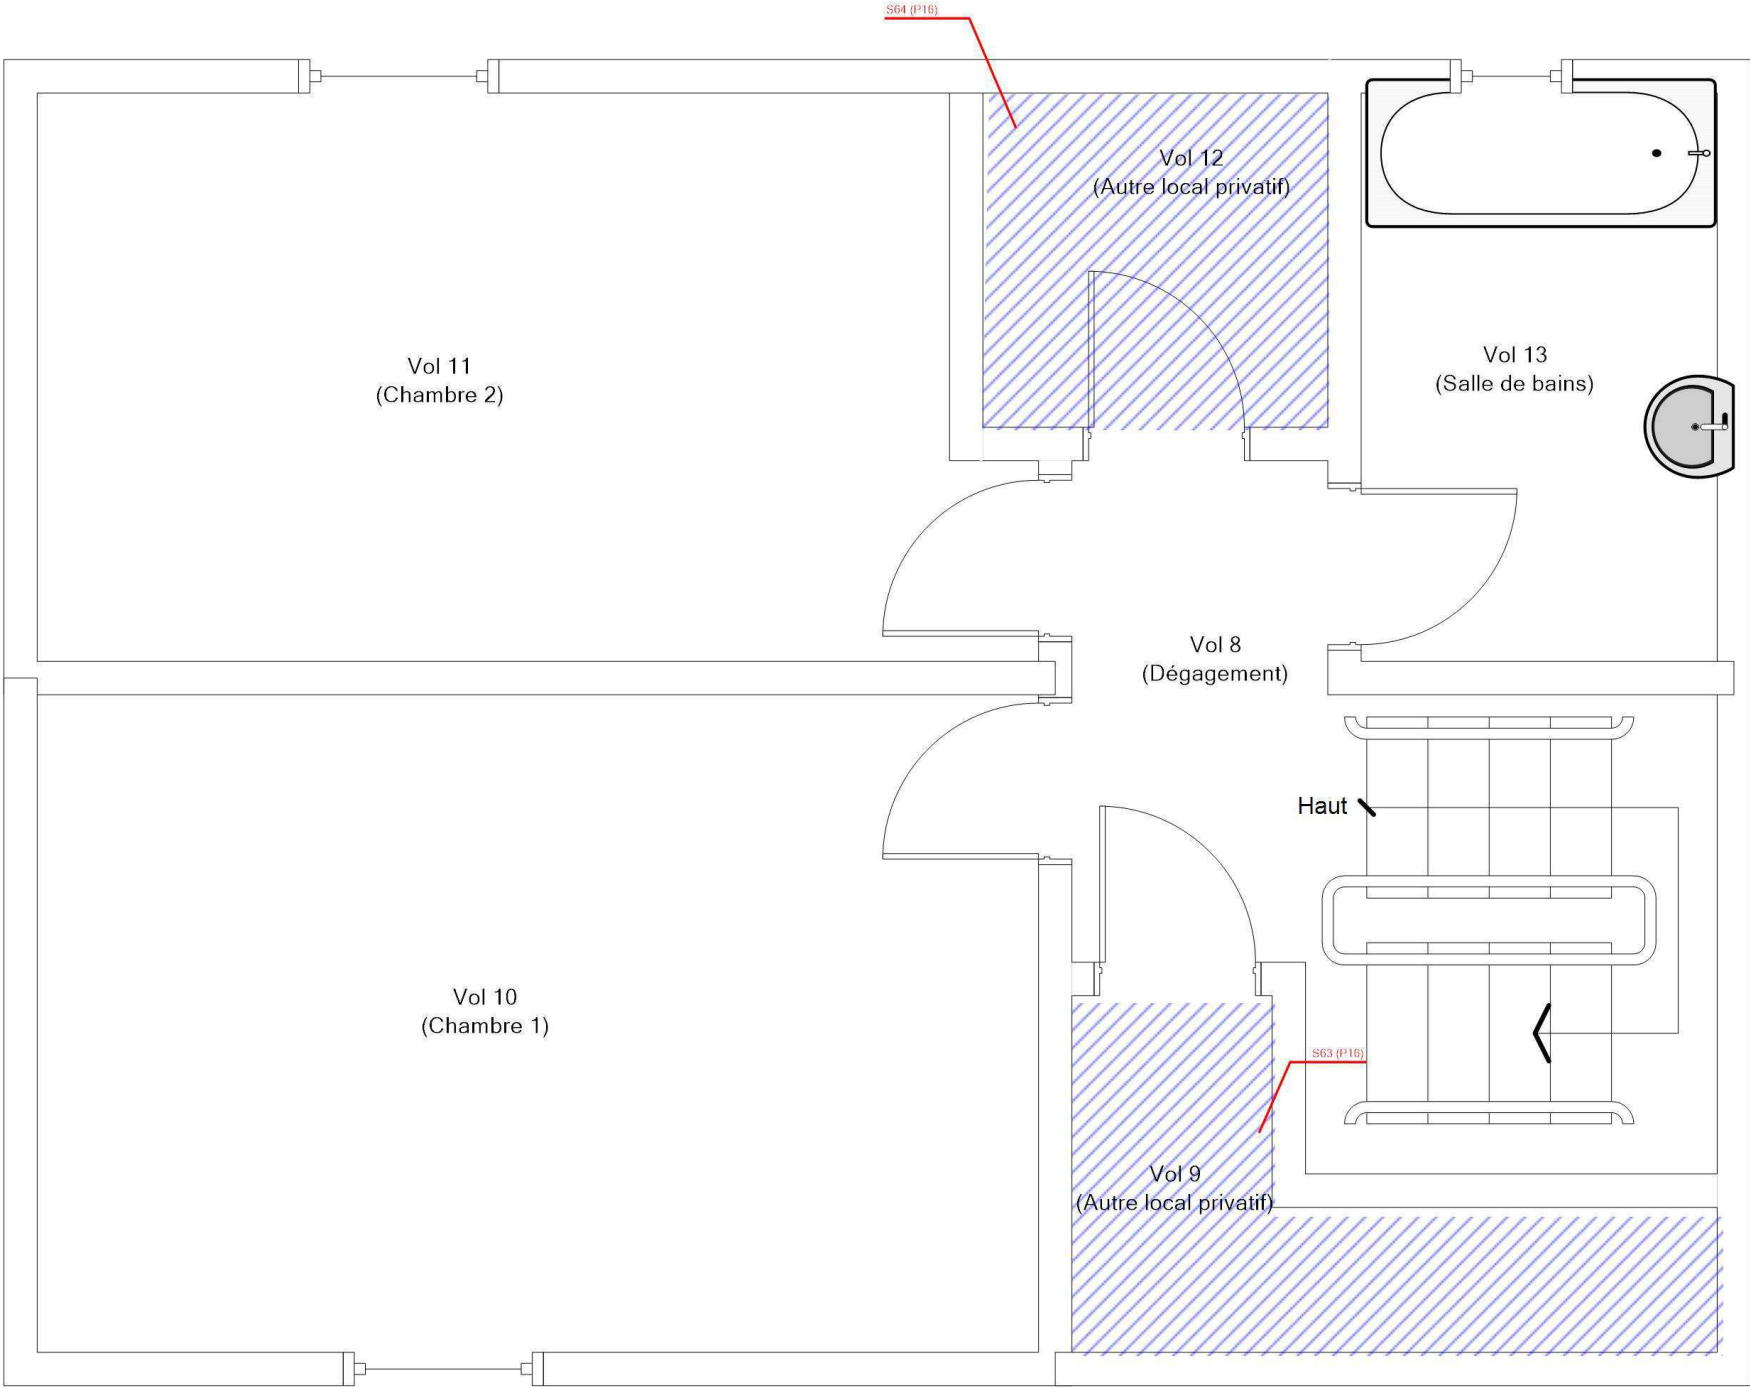 S64 (P16)
Vol 12
(Autre local privatif)
Vol 11
(Chambre 2)
Vol 13
(Salle de bains)
Vol 8
(Dégagement)
Haut
Vol 10
(Chambre 1)
S63 (P16)
Vol 9
(Autre local privatif)